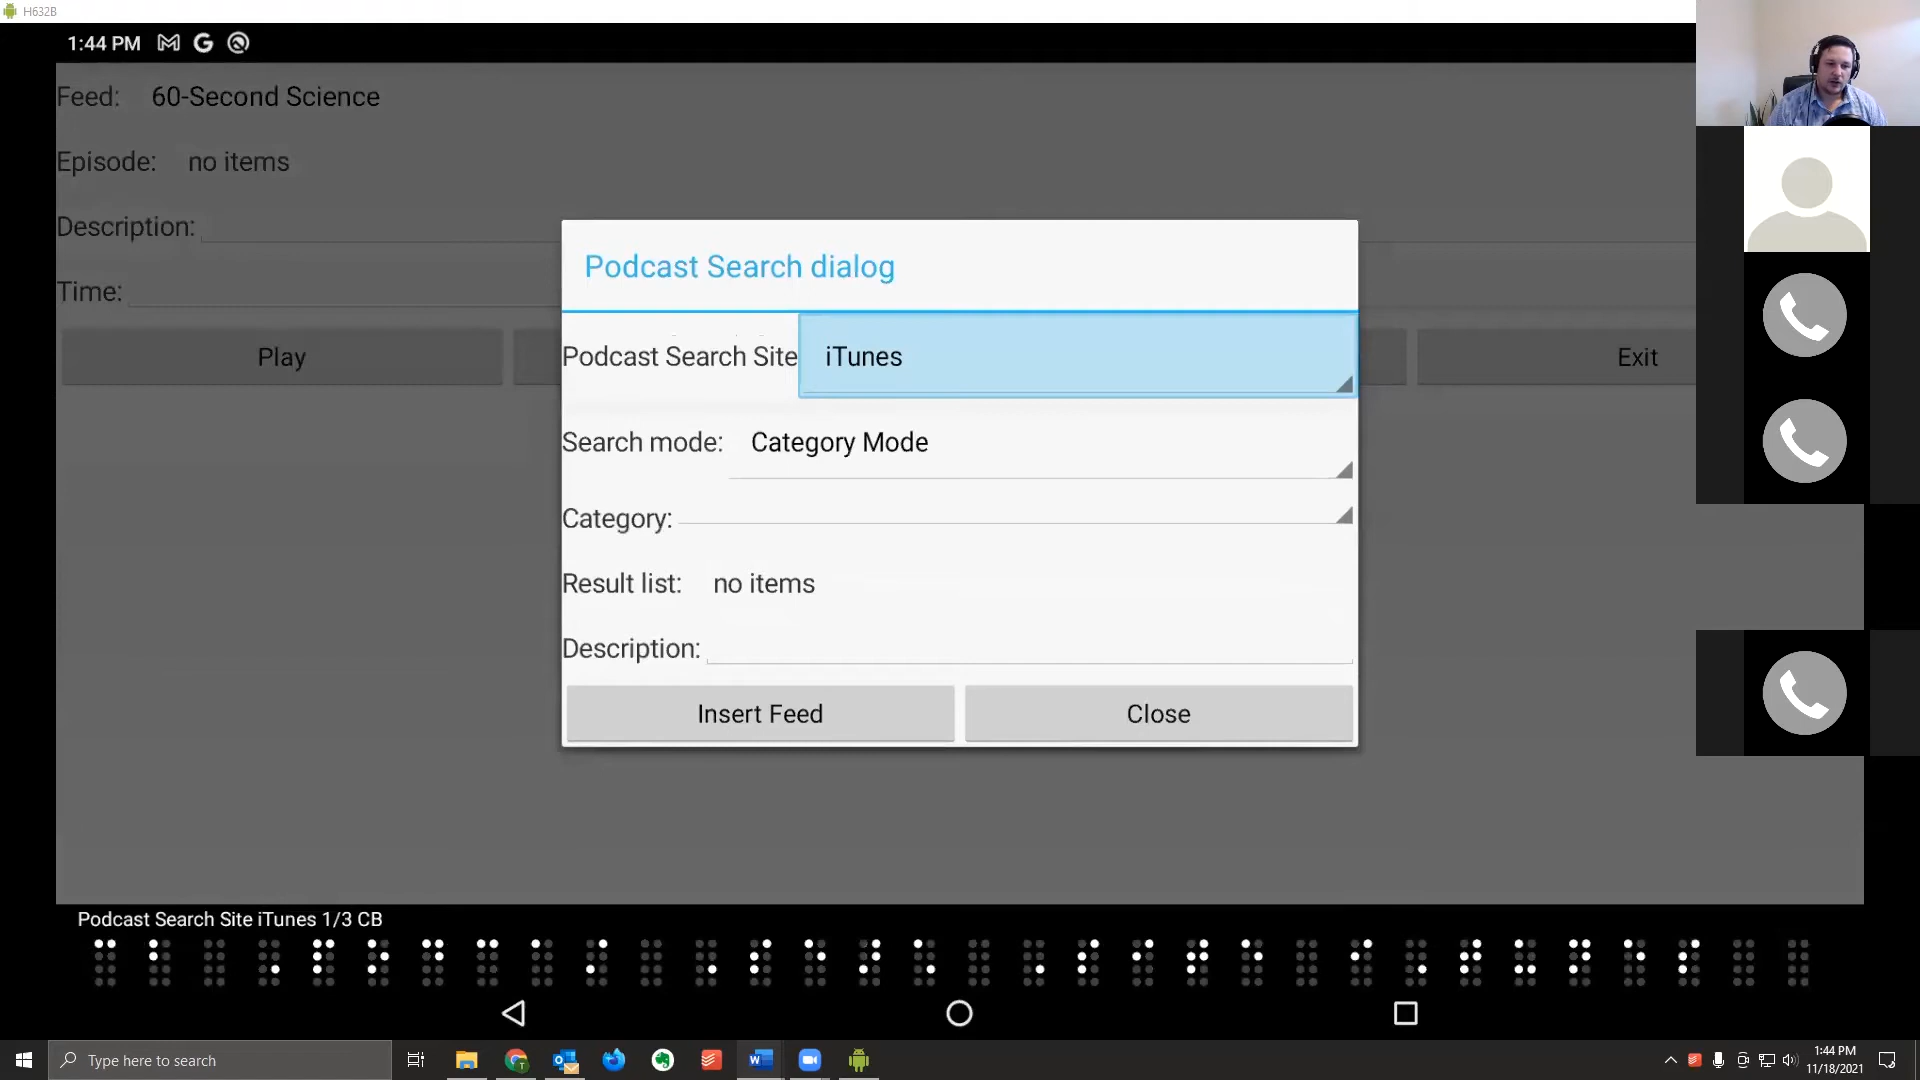 H632B
1:44 PM
Feed: 60-Second Science
Episode: no items
Description:
Time:
Play
Exit
Podcast Search dialog
Podcast Search Site iTunes
Search mode: Category Mode
Category:
Result list: no items
Description:
Insert Feed Close
Podcast Search Site iTunes 1/3 CB
Type here to search
1:44 PM
11/18/2021